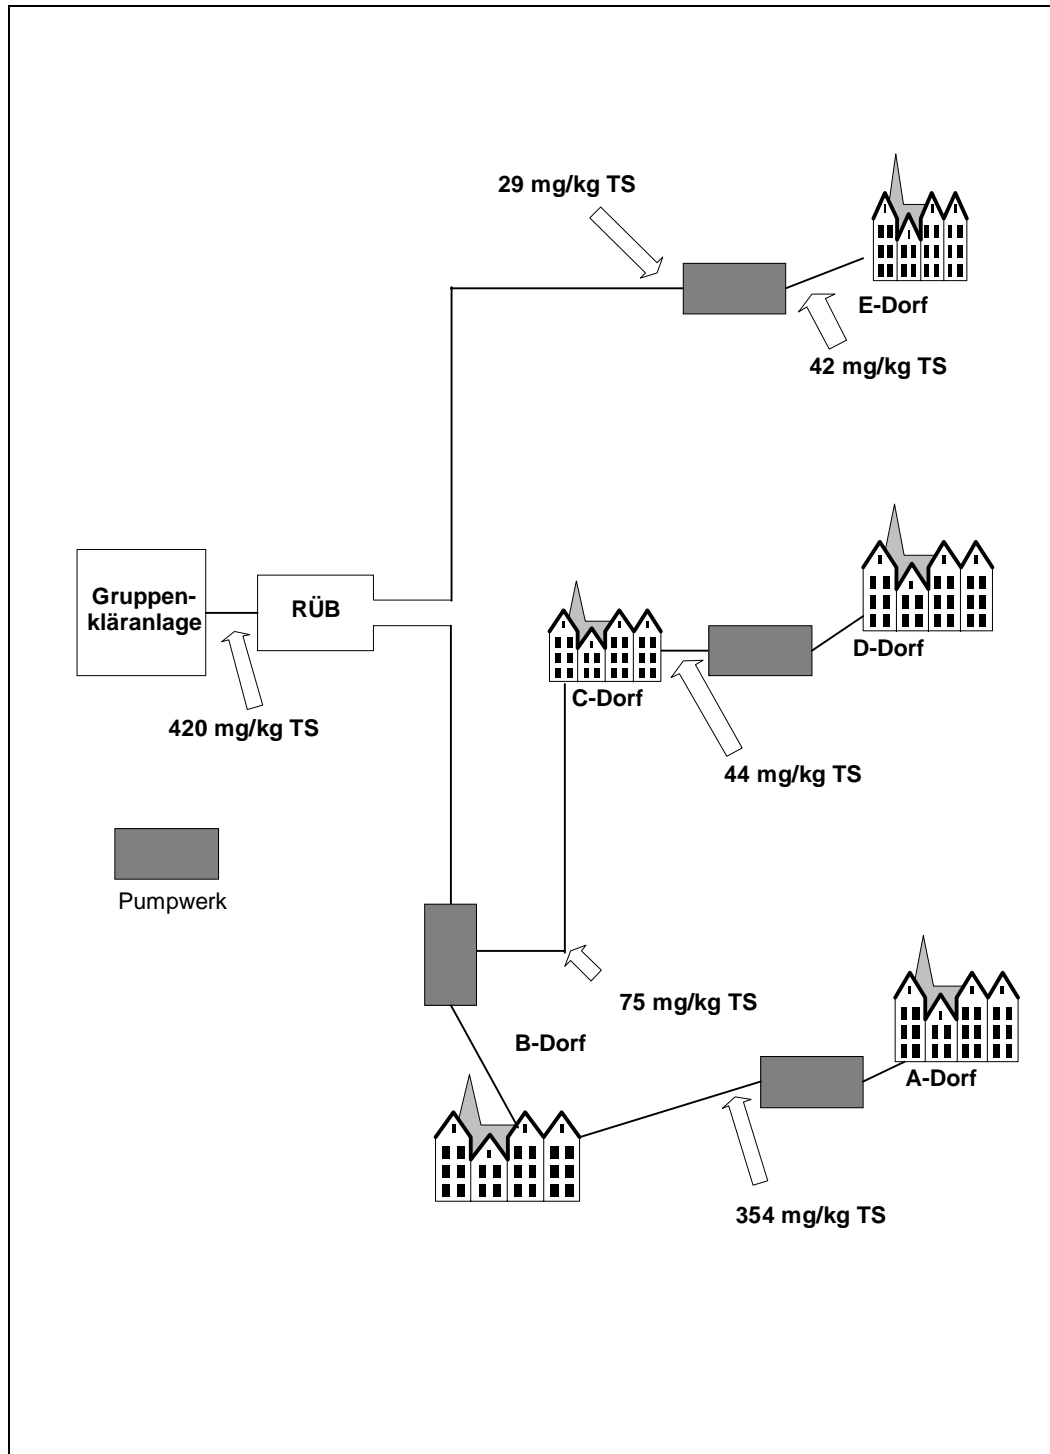 29 mg/kg TS
E-Dorf
42 mg/kg TS
Gruppen-
kläranlage
RÜB
420 mg/kg TS
C-Dorf
D-Dorf
44 mg/kg TS
Pumpwerk
75 mg/kg TS
B-Dorf
A-Dorf
354 mg/kg TS